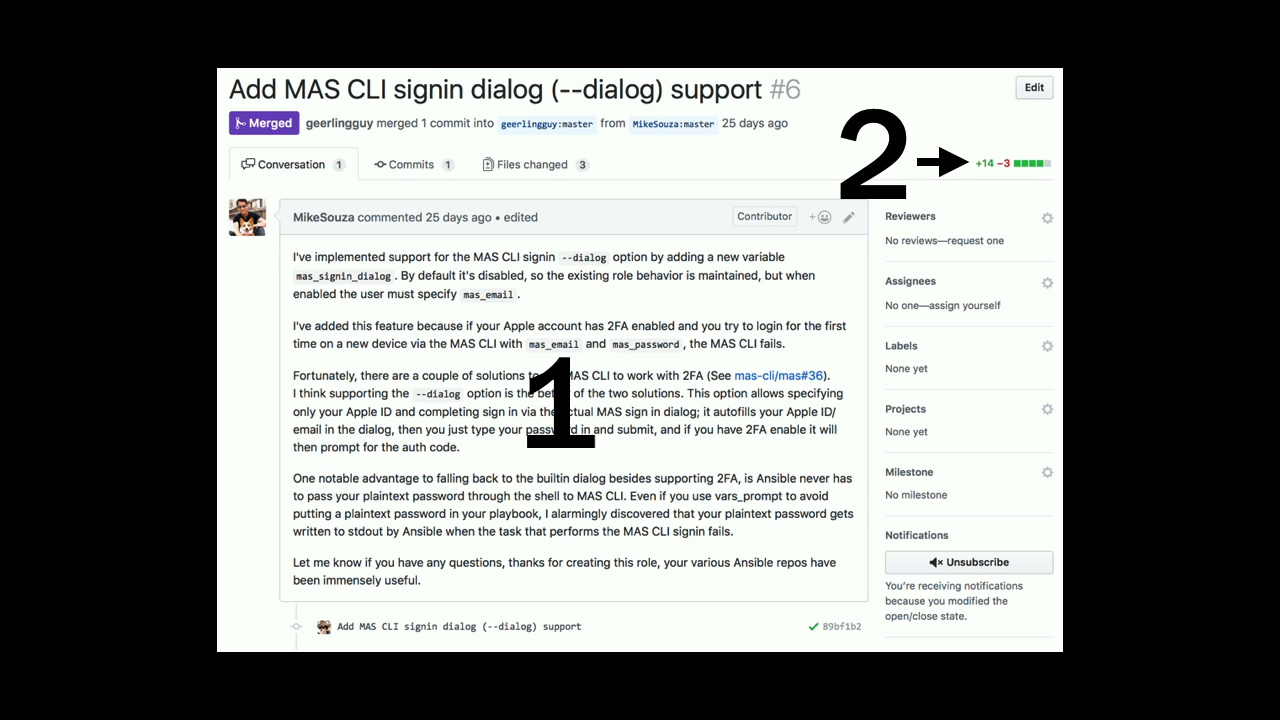 Add MAS CLI signin dialog (--dialog) support #6
Edit
Merged geerlingguy merged 1 commit into geerlingguy:master from MikeSouza:master 25 days ago
2
Conversation 1 Commits 1 Files changed 3
+14 −3
MikeSouza commented 25 days ago • edited
Contributor
I've implemented support for the MAS CLI signin --dialog option by adding a new variable
mas_signin_dialog. By default it's disabled, so the existing role behavior is maintained, but when
enabled the user must specify mas_email.
I've added this feature because if your Apple account has 2FA enabled and you try to login for the first
time on a new device via the MAS CLI with mas_email and mas_password, the MAS CLI fails.
Fortunately, there are a couple of solutions MAS CLI to work with 2FA (See mas-cli/mas#36).
I think supporting the --dialog option is the of the two solutions. This option allows specifying
only your Apple ID and completing sign in via the MAS sign in dialog; it autofills your Apple ID/
email in the dialog, then you just type your in and submit, and if you have 2FA enable it will
then prompt for the auth code.
1
One notable advantage to falling back to the builtin dialog besides supporting 2FA, is Ansible never has
to pass your plaintext password through the shell to MAS CLI. Even if you use vars_prompt to avoid
putting a plaintext password in your playbook, I alarmingly discovered that your plaintext password gets
written to stdout by Ansible when the task that performs the MAS CLI signin fails.
Let me know if you have any questions, thanks for creating this role, your various Ansible repos have
been immensely useful.
Add MAS CLI signin dialog (--dialog) support
89bf1b2
Reviewers
No reviews—request one
Assignees
No one—assign yourself
Labels
None yet
Projects
None yet
Milestone
No milestone
Notifications
Unsubscribe
You're receiving notifications
because you modified the
open/close state.